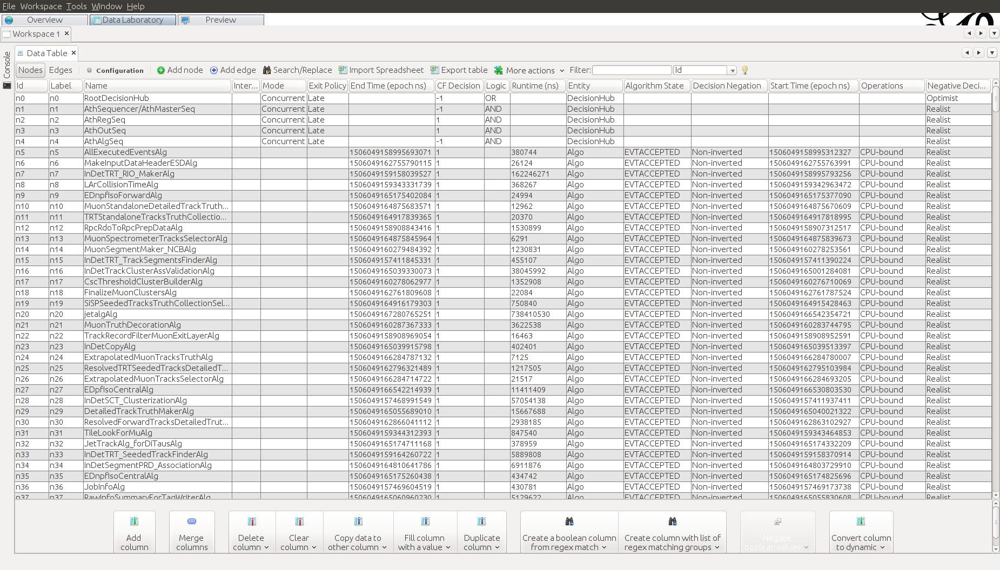 File Workspace Tools Window Help
Overview Data Laboratory Preview
Workspace 1
Console
Data Table
Nodes Edges Configuration Add node Add edge Search/Replace Import Spreadsheet Export table More actions Filter: Id
Id Label Name Inter... Mode Exit Policy End Time (epoch ns) CF Decision Logic Runtime (ns) Entity Algorithm State Decision Negation Start Time (epoch ns) Operations Negative Deci...
n0 n0 RootDecisionHub Concurrent Late -1 OR DecisionHub Optimist
n1 n1 AthSequencer/AthMasterSeq Concurrent Late -1 AND DecisionHub Realist
n2 n2 AthRegSeq Concurrent Late 1 AND DecisionHub Realist
n3 n3 AthOutSeq Concurrent Late 1 AND DecisionHub Realist
n4 n4 AthAlgSeq Concurrent Late -1 AND DecisionHub Realist
n5 n5 AllExecutedEventsAlg 1506049158995693071 1 380744 Algo EVTACCEPTED Non-inverted 1506049158995312327 CPU-bound Realist
n6 n6 MakeInputDataHeaderESDAlg 1506049162755790115 1 26124 Algo EVTACCEPTED Non-inverted 1506049162755763991 CPU-bound Realist
n7 n7 InDetTRT_RIO_MakerAlg 1506049159158039527 1 162246271 Algo EVTACCEPTED Non-inverted 1506049158995793256 CPU-bound Realist
n8 n8 LArCollisionTimeAlg 1506049159343331739 1 368267 Algo EVTACCEPTED Non-inverted 1506049159342963472 CPU-bound Realist
n9 n9 EDnpflsoForwardAlg 1506049165175402084 1 24994 Algo EVTACCEPTED Non-inverted 1506049165175377090 CPU-bound Realist
n10 n10 MuonStandaloneDetailedTrackTruth... 1506049164875683571 1 12962 Algo EVTACCEPTED Non-inverted 1506049164875670609 CPU-bound Realist
n11 n11 TRTStandaloneTracksTruthCollectio... 1506049164917839365 1 20370 Algo EVTACCEPTED Non-inverted 1506049164917818995 CPU-bound Realist
n12 n12 RpcRdoToRpcPrepDataAlg 1506049158908843416 1 1530899 Algo EVTACCEPTED Non-inverted 1506049158907312517 CPU-bound Realist
n13 n13 MuonSpectrometerTracksSelectorAlg 1506049164875845964 1 6291 Algo EVTACCEPTED Non-inverted 1506049164875839673 CPU-bound Realist
n14 n14 MuonSegmentMaker_NCBAlg 1506049160279484392 1 1230831 Algo EVTACCEPTED Non-inverted 1506049160278253561 CPU-bound Realist
n15 n15 InDetTRT_TrackSegmentsFinderAlg 1506049157411845331 1 455107 Algo EVTACCEPTED Non-inverted 1506049157411390224 CPU-bound Realist
n16 n16 InDetTrackClusterAssValidationAlg 1506049165039330073 1 38045992 Algo EVTACCEPTED Non-inverted 1506049165001284081 CPU-bound Realist
n17 n17 CscThresholdClusterBuilderAlg 1506049160278062977 1 1352908 Algo EVTACCEPTED Non-inverted 1506049160276710069 CPU-bound Realist
n18 n18 FinalizeMuonClustersAlg 1506049162761809608 1 22084 Algo EVTACCEPTED Non-inverted 1506049162761787524 CPU-bound Realist
n19 n19 SiSPSeededTracksTruthCollectionSel... 1506049164916179303 1 750840 Algo EVTACCEPTED Non-inverted 1506049164915428463 CPU-bound Realist
n20 n20 jetalgAlg 1506049167280765251 1 738410530 Algo EVTACCEPTED Non-inverted 1506049166542354721 CPU-bound Realist
n21 n21 MuonTruthDecorationAlg 1506049160287367333 1 3622538 Algo EVTACCEPTED Non-inverted 1506049160283744795 CPU-bound Realist
n22 n22 TrackRecordFilterMuonExitLayerAlg 1506049158908969054 1 16463 Algo EVTACCEPTED Non-inverted 1506049158908952591 CPU-bound Realist
n23 n23 InDetCopyAlg 1506049165039915798 1 402401 Algo EVTACCEPTED Non-inverted 1506049165039513397 CPU-bound Realist
n24 n24 ExtrapolatedMuonTracksTruthAlg 1506049166284787132 1 7125 Algo EVTACCEPTED Non-inverted 1506049166284780007 CPU-bound Realist
n25 n25 ResolvedTRTSeededTracksDetailedT... 1506049162796321489 1 1217505 Algo EVTACCEPTED Non-inverted 1506049162795103984 CPU-bound Realist
n26 n26 ExtrapolatedMuonTracksSelectorAlg 1506049166284714722 1 21517 Algo EVTACCEPTED Non-inverted 1506049166284693205 CPU-bound Realist
n27 n27 EDpflsoCentralAlg 1506049166542214939 1 11411409 Algo EVTACCEPTED Non-inverted 1506049166530803530 CPU-bound Realist
n28 n28 InDetSCT_ClusterizationAlg 1506049157468991549 1 57054138 Algo EVTACCEPTED Non-inverted 1506049157411937411 CPU-bound Realist
n29 n29 DetailedTrackTruthMakerAlg 1506049165055689010 1 15667688 Algo EVTACCEPTED Non-inverted 1506049165040021322 CPU-bound Realist
n30 n30 ResolvedForwardTracksDetailedTrut... 1506049162866041112 1 2938185 Algo EVTACCEPTED Non-inverted 1506049162863102927 CPU-bound Realist
n31 n31 TileLookForMuAlg 1506049159344312393 1 847540 Algo EVTACCEPTED Non-inverted 1506049159343464853 CPU-bound Realist
n32 n32 JetTrackAlg_forDiTausAlg 1506049165174711168 1 378959 Algo EVTACCEPTED Non-inverted 1506049165174332209 CPU-bound Realist
n33 n33 InDetTRT_SeededTrackFinderAlg 1506049159164260722 1 5889808 Algo EVTACCEPTED Non-inverted 1506049159158370914 CPU-bound Realist
n34 n34 InDetSegmentPRD_AssociationAlg 1506049164810641786 1 6911876 Algo EVTACCEPTED Non-inverted 1506049164803729910 CPU-bound Realist
n35 n35 EDnpflsoCentralAlg 1506049165175260438 1 434742 Algo EVTACCEPTED Non-inverted 1506049165174825696 CPU-bound Realist
n36 n36 JobInfoAlg 1506049157469604519 1 430781 Algo EVTACCEPTED Non-inverted 1506049157469173738 CPU-bound Realist
n37 n37 RawInfoSummaryForTagWriterAlg 1506049165060960230 1 5129622 Algo EVTACCEPTED Non-inverted 1506049165055830608 CPU-bound Realist
Add column
Merge columns
Delete column
Clear column
Copy data to other column
Fill column with a value
Duplicate column
Create a boolean column from regex match
Create column with list of regex matching groups
Negate boolean values
Convert column to dynamic